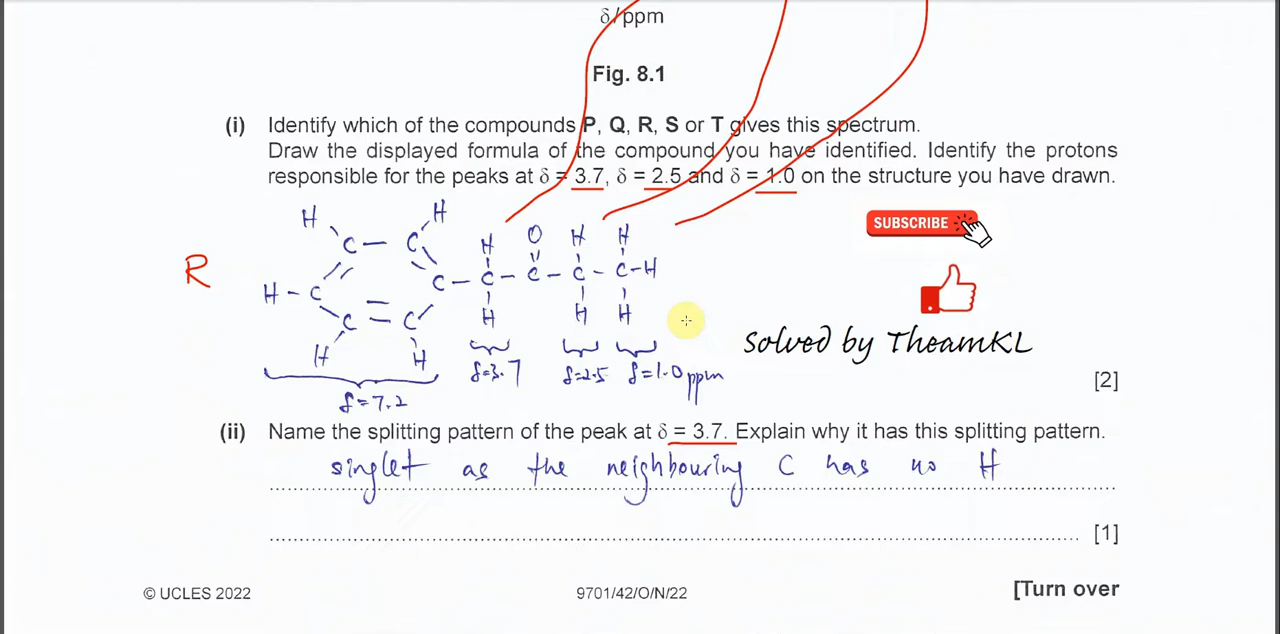 δ/ppm
Fig. 8.1
(i) Identify which of the compounds P, Q, R, S or T gives this spectrum.
Draw the displayed formula of the compound you have identified. Identify the protons
responsible for the peaks at δ = 3.7, δ = 2.5 and δ = 1.0 on the structure you have drawn.
SUBSCRIBE
R
H H
C – C H O H H
H – C C – C – C – C – C – H
C = C H H H
H H
δ=3.7 δ=2.5 δ=1.0 ppm
δ=7.2
Solved by TheamKL
[2]
(ii) Name the splitting pattern of the peak at δ = 3.7. Explain why it has this splitting pattern.
singlet as the neighbouring C has no H
[1]
© UCLES 2022 9701/42/O/N/22 [Turn over